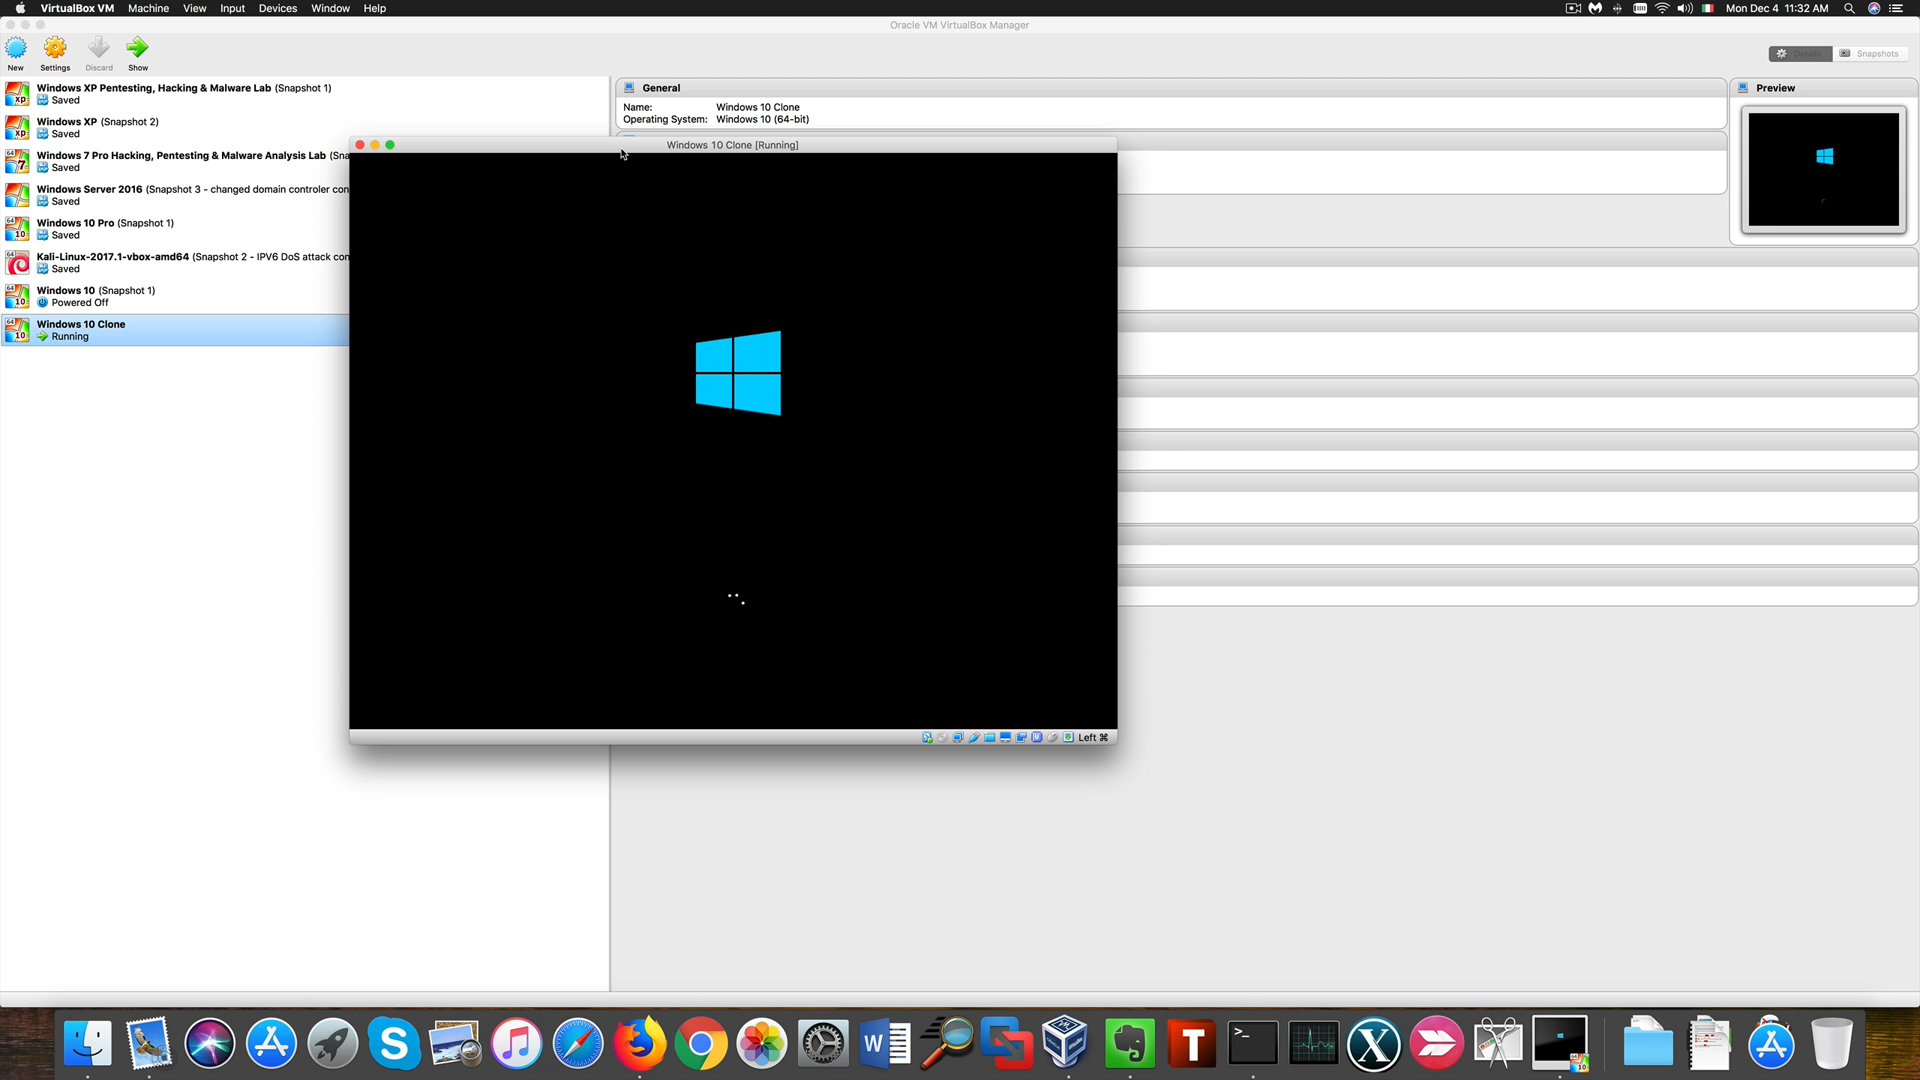 VirtualBox VM Machine View Input Devices Window Help
Mon Dec 4 11:32 AM
Oracle VM VirtualBox Manager
New Settings Discard Show
Details Snapshots
Windows XP Pentesting, Hacking & Malware Lab (Snapshot 1)
Saved
Windows XP (Snapshot 2)
Saved
Windows 7 Pro Hacking, Pentesting & Malware Analysis Lab (Sna
Saved
Windows Server 2016 (Snapshot 3 - changed domain controler con
Saved
Windows 10 Pro (Snapshot 1)
Saved
Kali-Linux-2017.1-vbox-amd64 (Snapshot 2 - IPV6 DoS attack con
Saved
Windows 10 (Snapshot 1)
Powered Off
Windows 10 Clone
Running
General
Name: Windows 10 Clone
Operating System: Windows 10 (64-bit)
Preview
Windows 10 Clone [Running]
Left ⌘